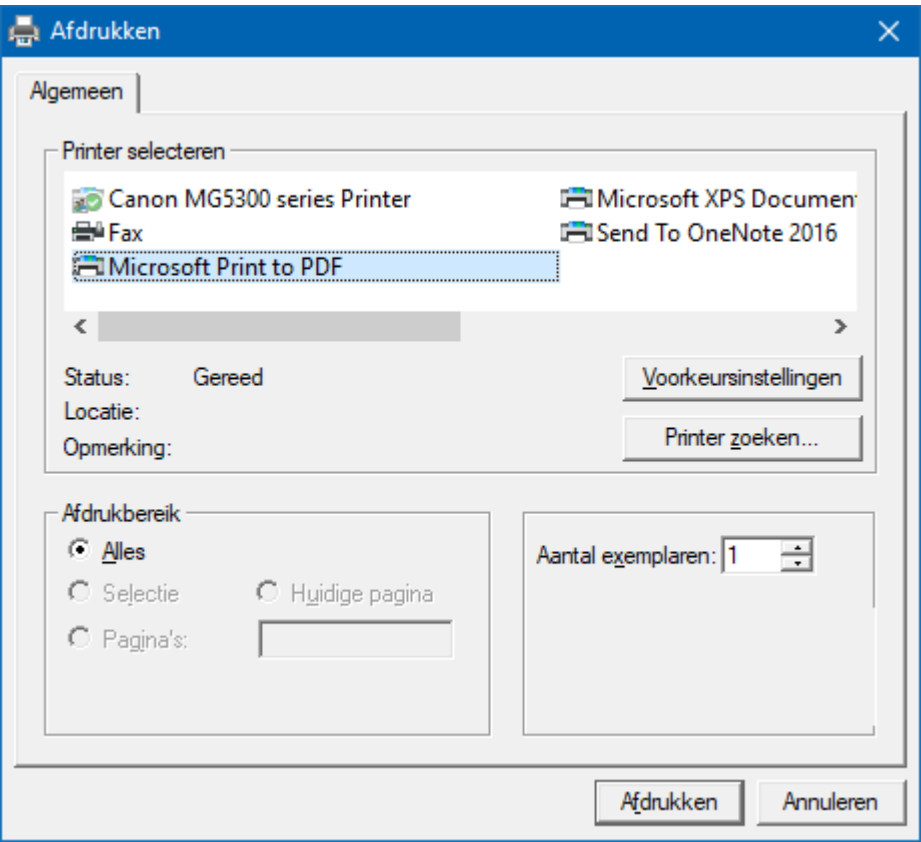 Afdrukken
Algemeen
Printer selecteren
Canon MG5300 series Printer
Microsoft XPS Documen
Fax
Send To OneNote 2016
Microsoft Print to PDF
Status: Gereed
Voorkeursinstellingen
Locatie:
Printer zoeken...
Opmerking:
Afdrukbereik
Alles
Aantal exemplaren: 1
Selectie
Huidige pagina
Pagina's:
Afdrukken
Annuleren